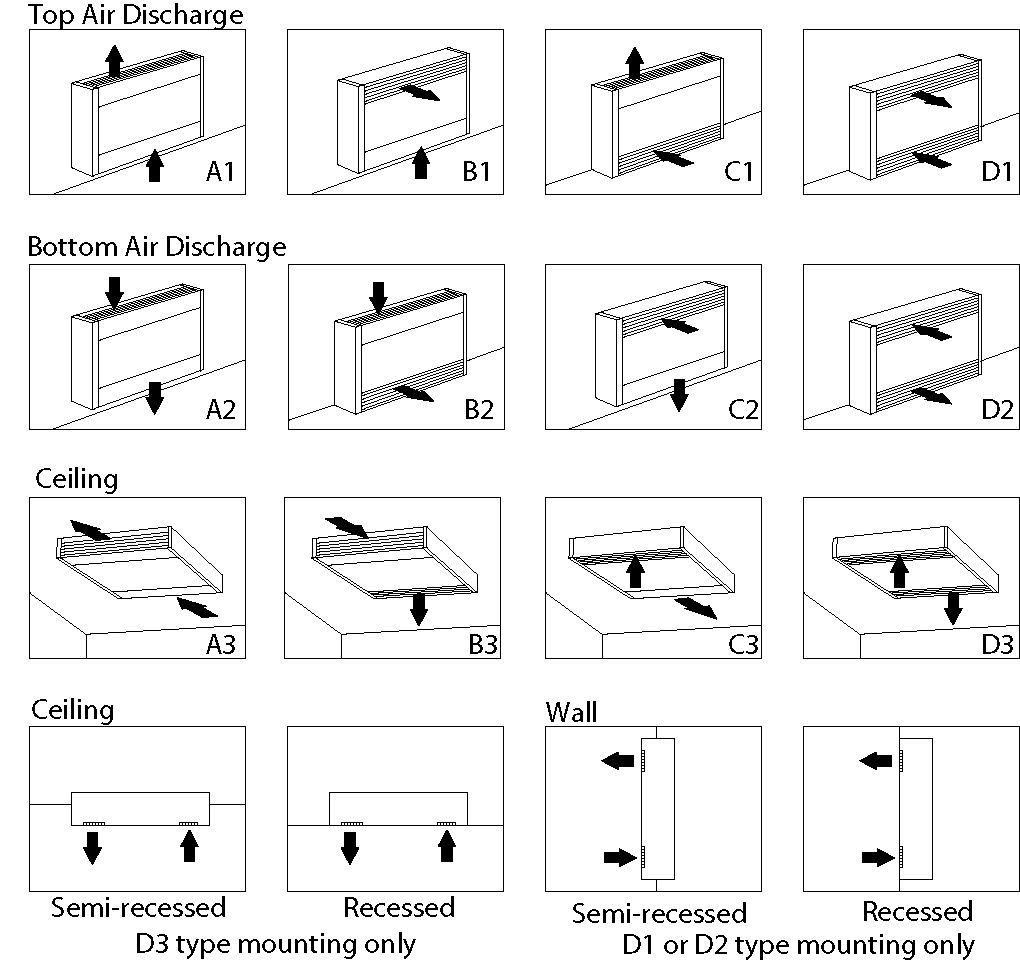 Top Air Discharge
A1
B1
C1
D1
Bottom Air Discharge
A2
B2
C2
D2
Ceiling
A3
B3
C3
D3
Ceiling
Wall
Semi-recessed
Recessed
Semi-recessed
Recessed
D3 type mounting only
D1 or D2 type mounting only